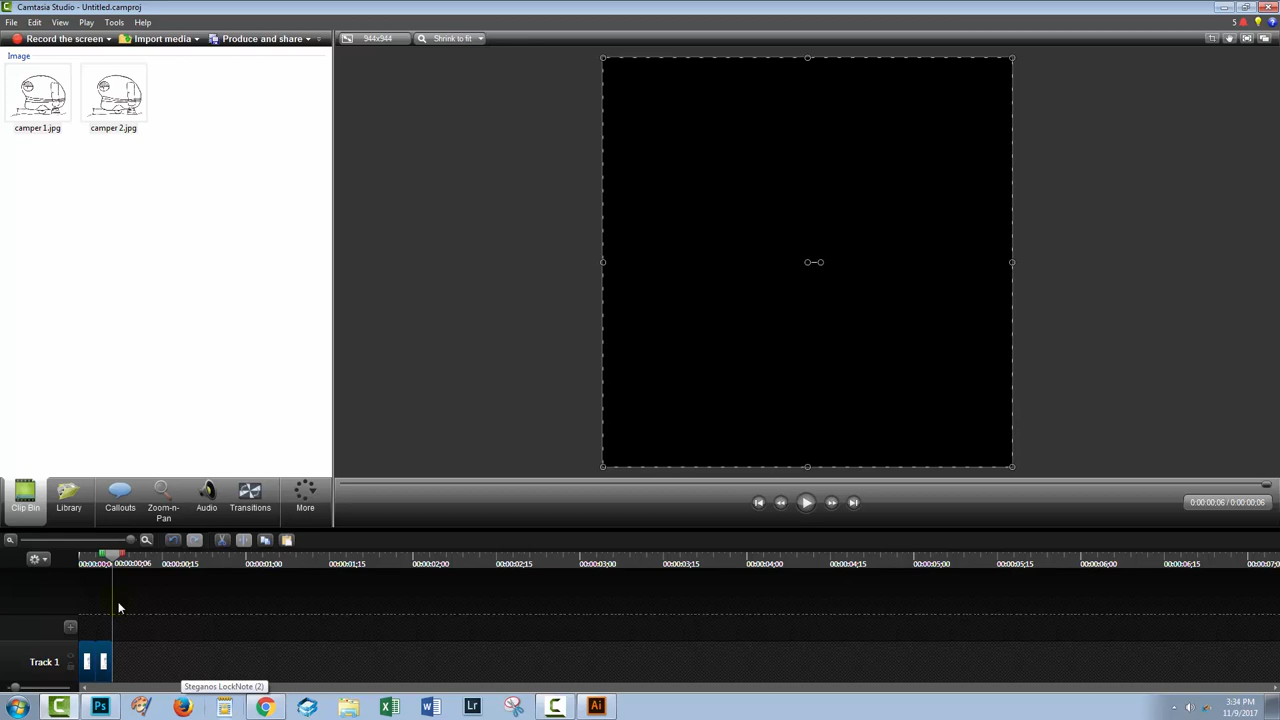 Camtasia Studio - Untitled.camproj
File Edit View Play Tools Help
5
Record the screen Import media Produce and share
944x944 Shrink to fit
Image
camper 1.jpg camper 2.jpg
Clip Bin Library Callouts Zoom-n-Pan Audio Transitions More
0:00:00;06 / 0:00:00;06
00:00:00;06 00:00:00;15 00:00:01;00 00:00:01;15 00:00:02;00 00:00:02;15 00:00:03;00 00:00:03;15 00:00:04;00 00:00:04;15 00:00:05;00 00:00:05;15 00:00:06;00 00:00:06;15
Track 1
Steganos LockNote (2)
Ps Lr Ai
3:34 PM
11/9/2017